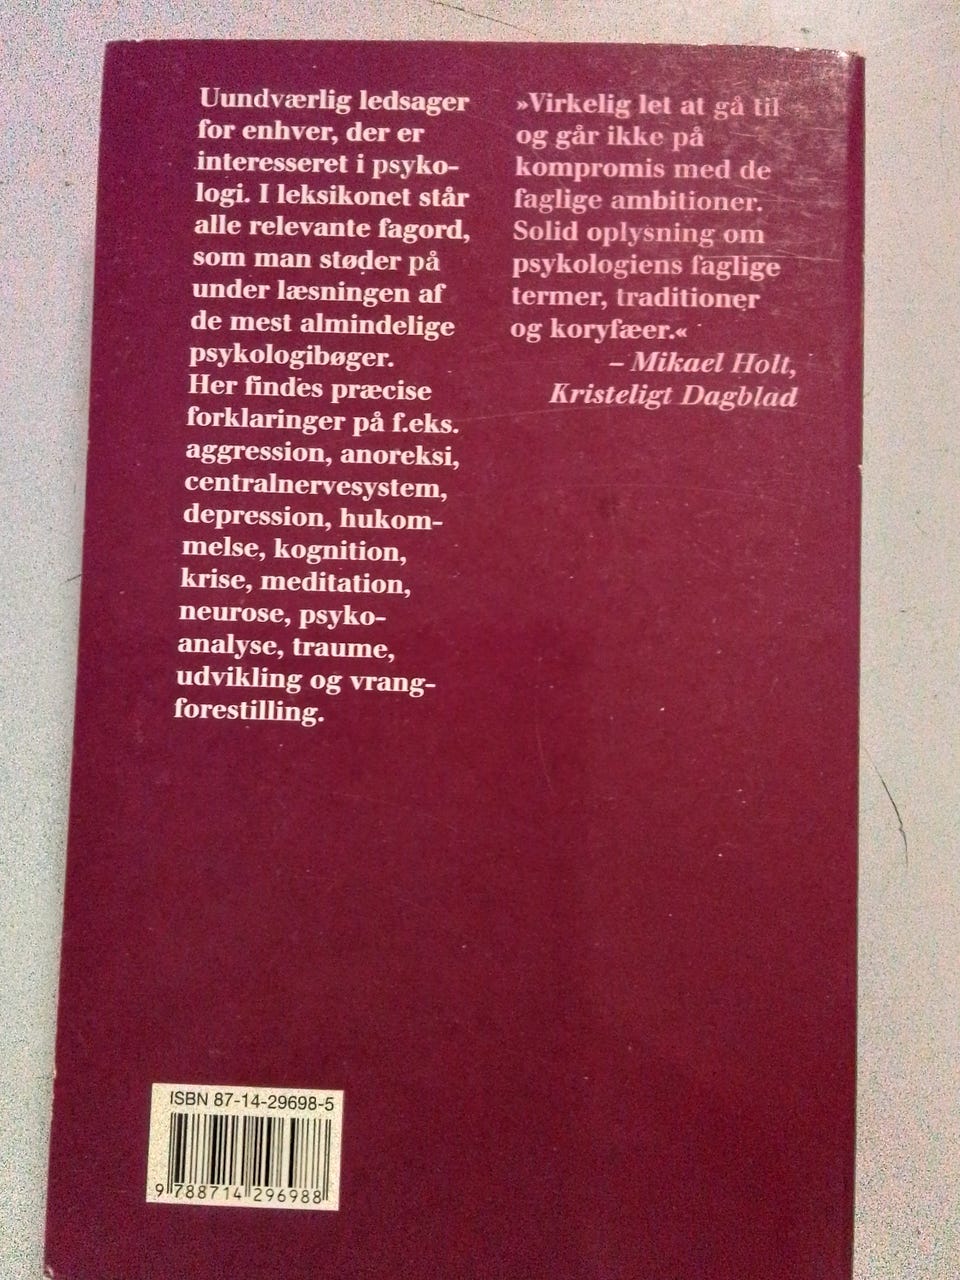 Uundværlig ledsager
for enhver, der er
interesseret i psyko-
logi. I leksikonet står
alle relevante fagord,
som man støder på
under læsningen af
de mest almindelige
psykologibøger.
Her findes præcise
forklaringer på f.eks.
aggression, anoreksi,
centralnervesystem,
depression, hukom-
melse, kognition,
krise, meditation,
neurose, psyko-
analyse, traume,
udvikling og vrang-
forestilling.
»Virkelig let at gå til
og går ikke på
kompromis med de
faglige ambitioner.
Solid oplysning om
psykologiens faglige
termer, traditioner
og koryfæer.«
– Mikael Holt,
Kristeligt Dagblad
ISBN 87-14-29698-5
9 788714 296988